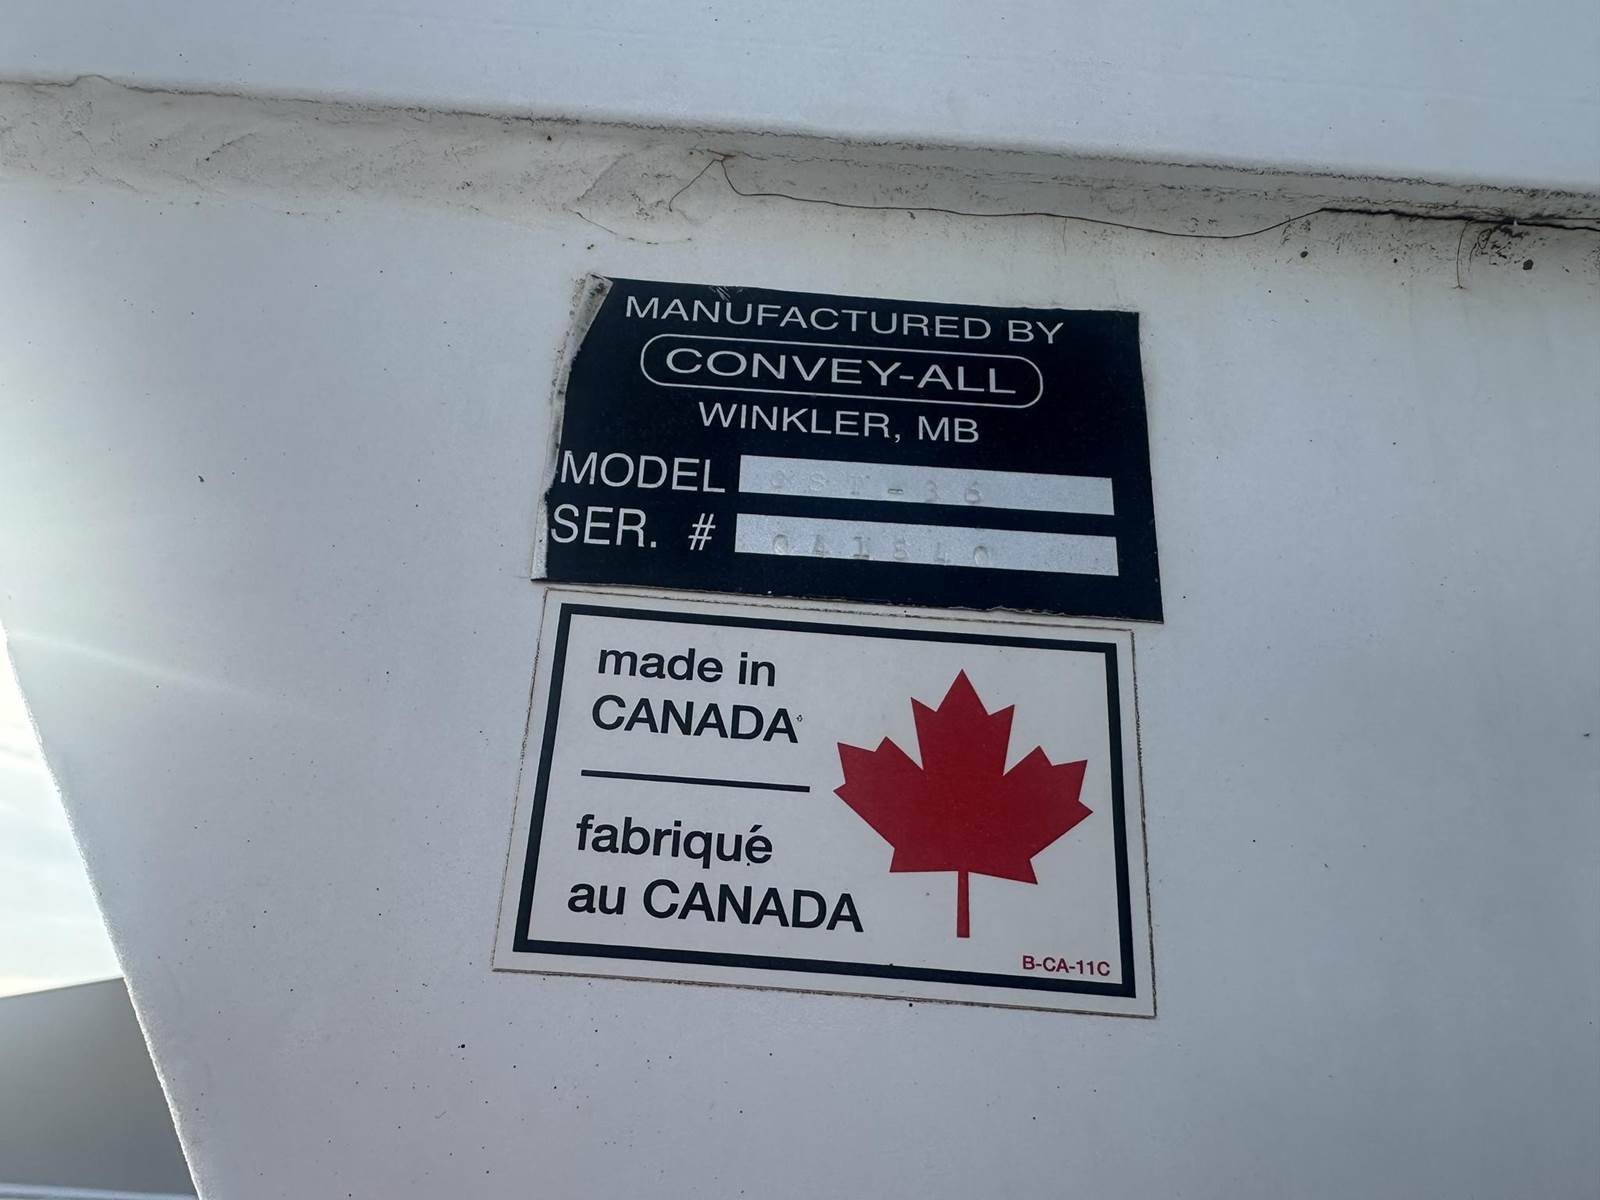 MANUFACTURED BY
CONVEY-ALL
WINKLER, MB
MODEL
SER. #
made in
CANADA
fabriqué
au CANADA
B-CA-11C